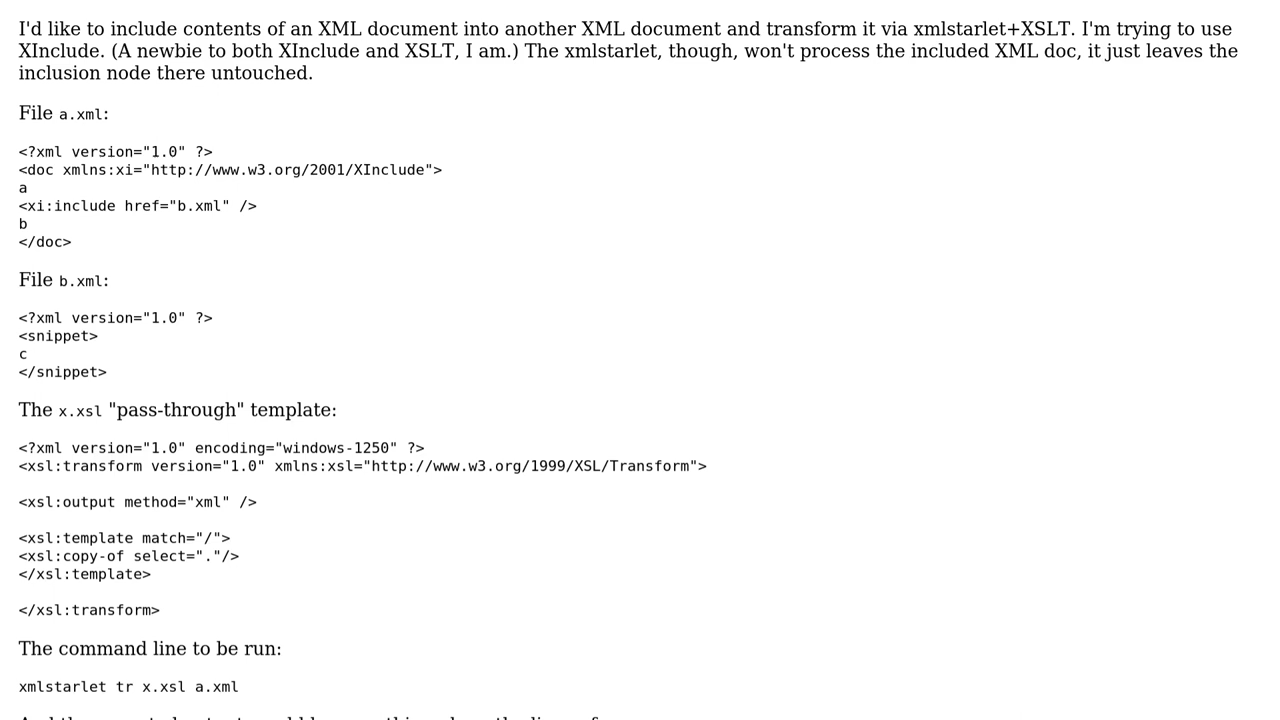 I'd like to include contents of an XML document into another XML document and transform it via xmlstarlet+XSLT. I'm trying to use
XInclude. (A newbie to both XInclude and XSLT, I am.) The xmlstarlet, though, won't process the included XML doc, it just leaves the
inclusion node there untouched.
File a.xml:
<?xml version="1.0" ?>
<doc xmlns:xi="http://www.w3.org/2001/XInclude">
a
<xi:include href="b.xml" />
b
</doc>
File b.xml:
<?xml version="1.0" ?>
<snippet>
c
</snippet>
The x.xsl "pass-through" template:
<?xml version="1.0" encoding="windows-1250" ?>
<xsl:transform version="1.0" xmlns:xsl="http://www.w3.org/1999/XSL/Transform">
<xsl:output method="xml" />
<xsl:template match="/">
<xsl:copy-of select="."/>
</xsl:template>
</xsl:transform>
The command line to be run:
xmlstarlet tr x.xsl a.xml